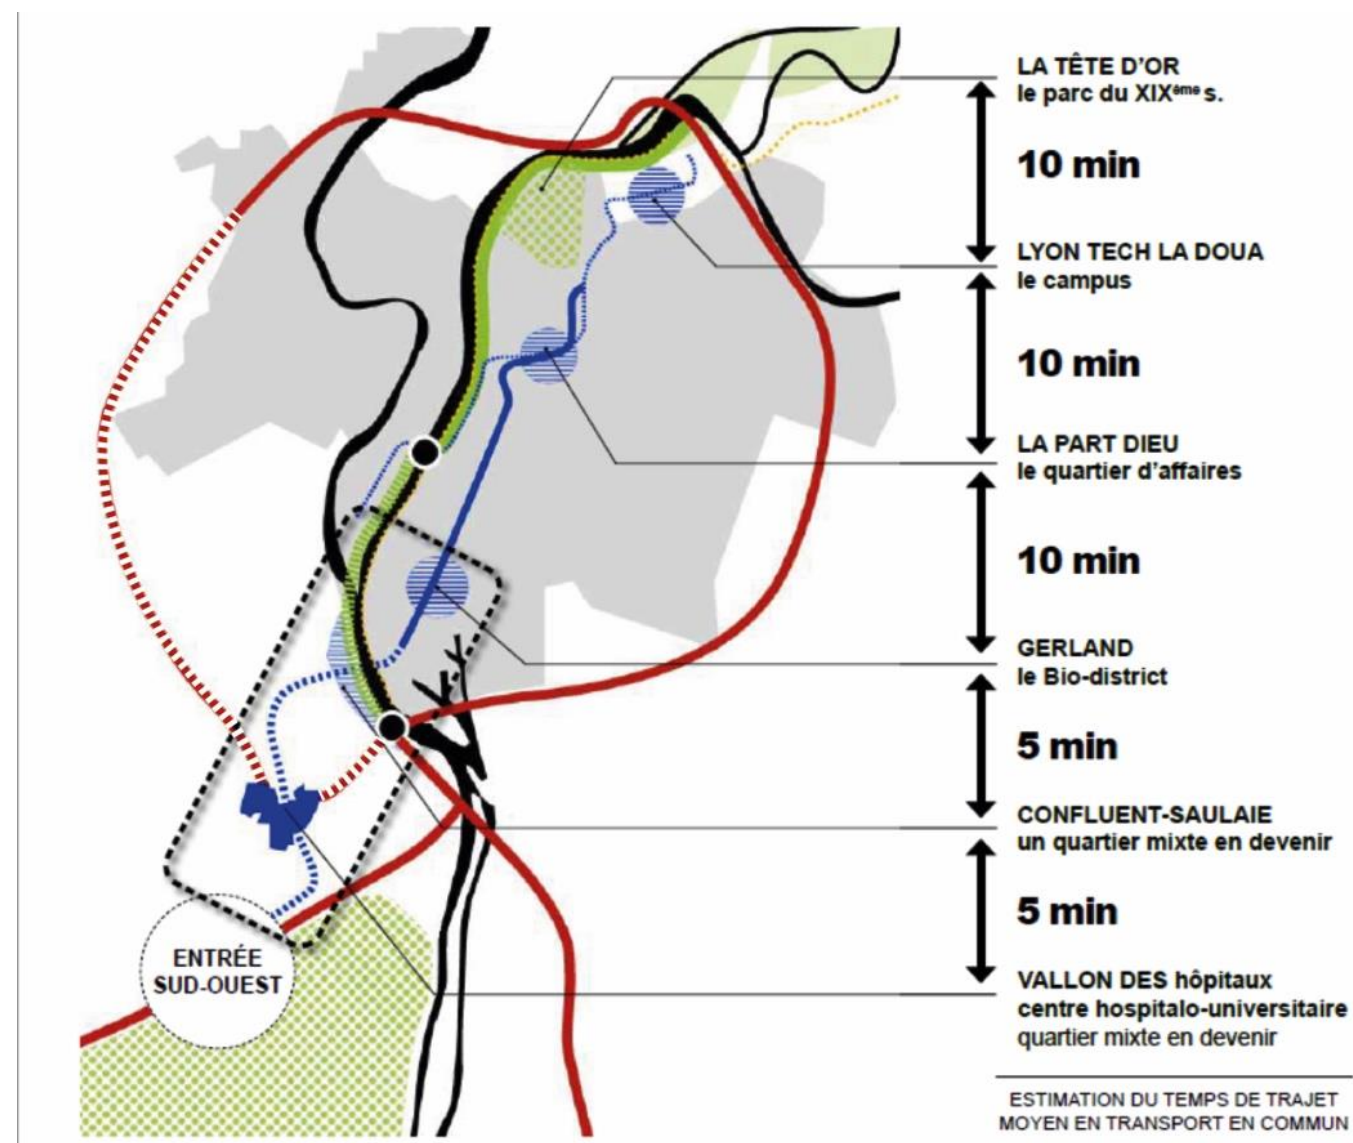 LA TÊTE D'OR
le parc du XIXème s.
10 min
LYON TECH LA DOUA
le campus
10 min
LA PART DIEU
le quartier d'affaires
10 min
GERLAND
le Bio-district
5 min
CONFLUENT-SAULAIE
un quartier mixte en devenir
5 min
VALLON DES hôpitaux
centre hospitalo-universitaire
quartier mixte en devenir
ESTIMATION DU TEMPS DE TRAJET
MOYEN EN TRANSPORT EN COMMUN
ENTRÉE
SUD-OUEST